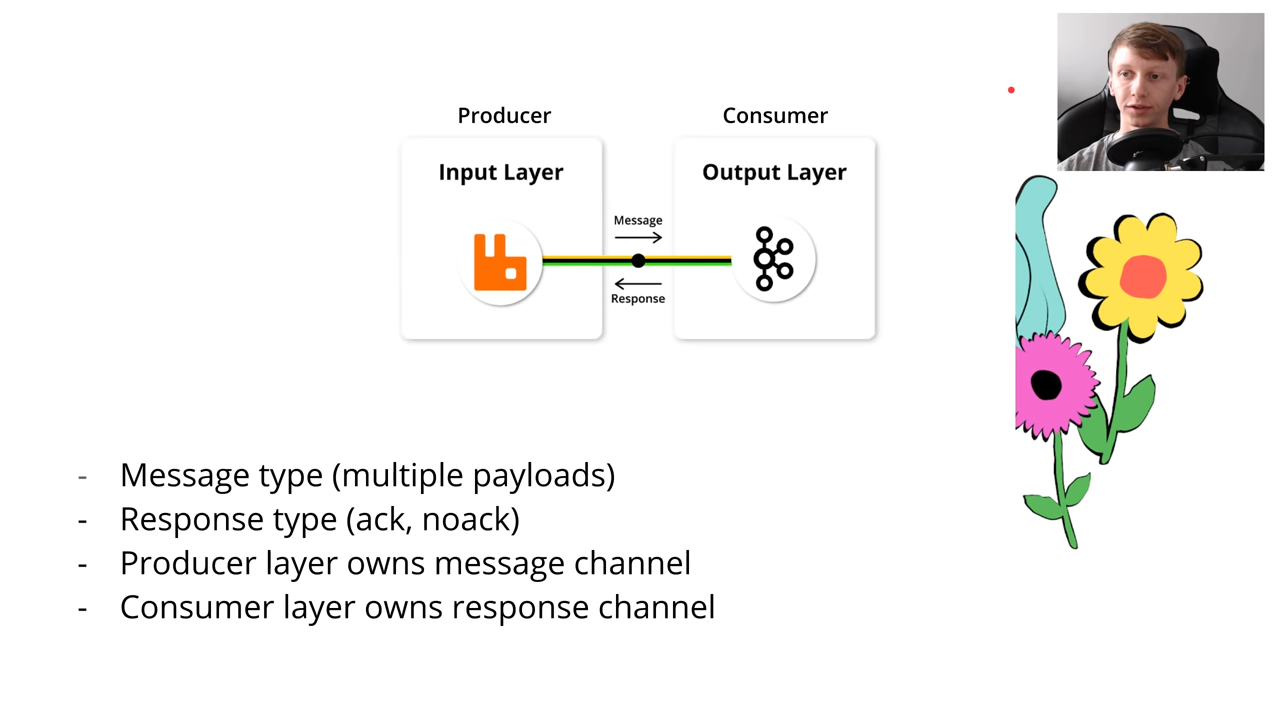 Producer
Consumer
Input Layer
Output Layer
Message
Response
- Message type (multiple payloads)
- Response type (ack, noack)
- Producer layer owns message channel
- Consumer layer owns response channel